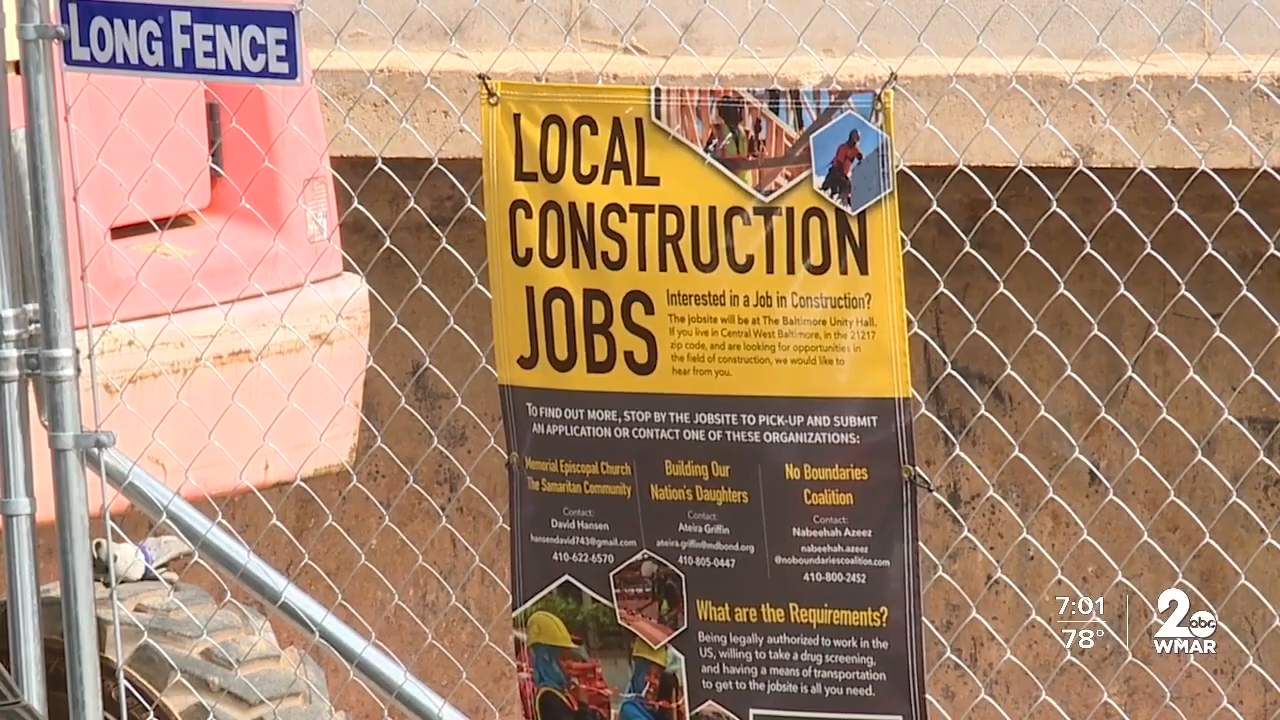 LONG FENCE
LOCAL
CONSTRUCTION
JOBS
Interested in a Job in Construction?
The jobsite will be at The Baltimore Unity Hall.
If you live in Central West Baltimore, in the 21217
zip code, and are looking for opportunities in
the field of construction, we would like to
hear from you.
TO FIND OUT MORE, STOP BY THE JOBSITE TO PICK-UP AND SUBMIT
AN APPLICATION OR CONTACT ONE OF THESE ORGANIZATIONS:
Memorial Episcopal Church
The Samaritan Community
Contact:
David Hansen
hansendavid743@gmail.com
410-622-6570
Building Our
Nation's Daughters
Contact:
Ateira Griffin
ateira.griffin@mdbond.org
410-805-0447
No Boundaries
Coalition
Contact:
Nabeehah Azeez
nabeehah.azeez
@noboundariescoalition.com
410-800-2452
What are the Requirements?
Being legally authorized to work in the
US, willing to take a drug screening,
and having a means of transportation
to get to the jobsite is all you need.
7:01
78°
2 abc
WMAR